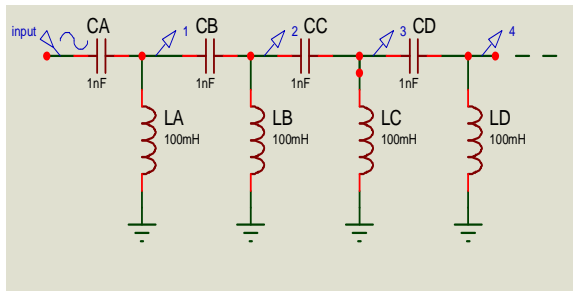 CA CB CC CD
input 1 2 3 4
1nF 1nF 1nF 1nF
LA LB LC LD
100mH 100mH 100mH 100mH